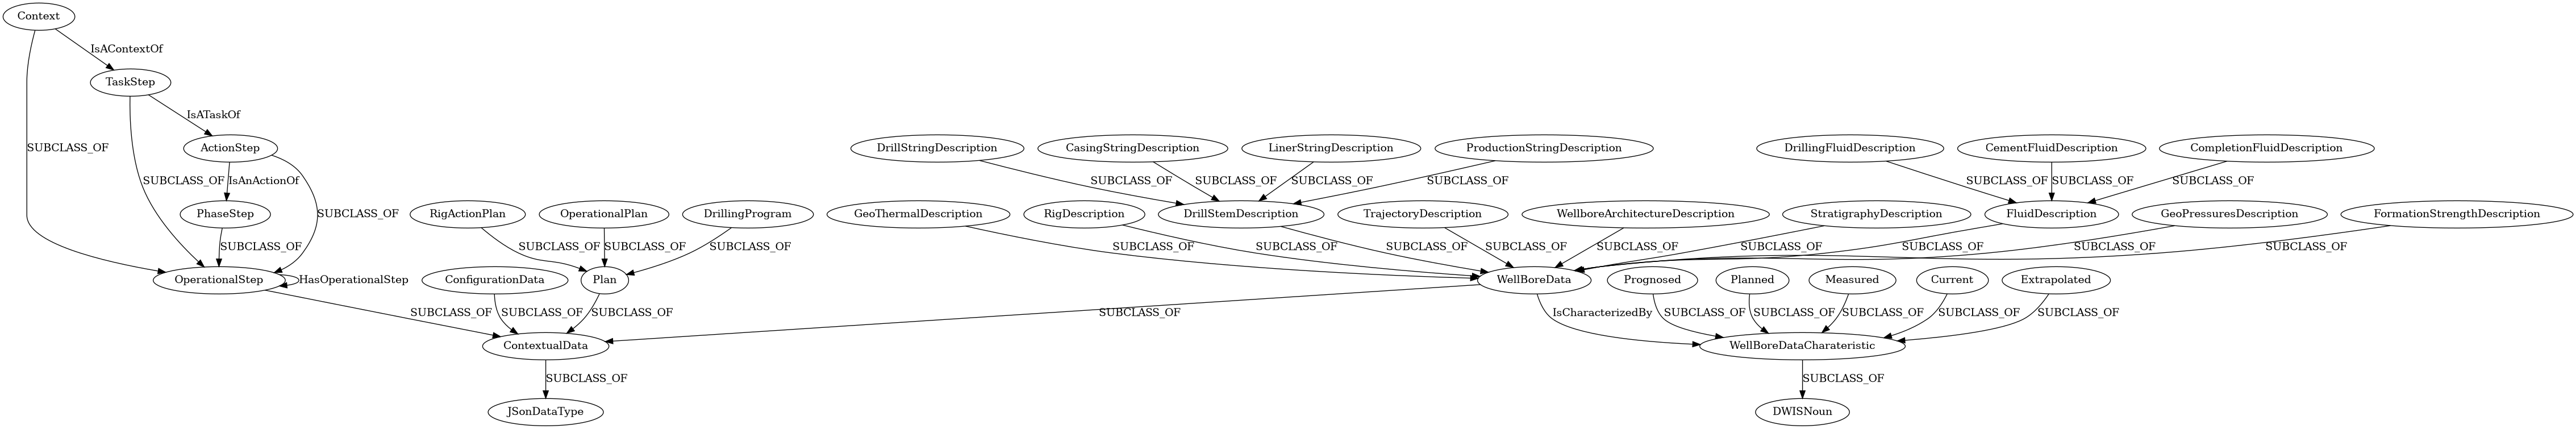 Context
IsAContextOf
TaskStep
IsATaskOf
SUBCLASS_OF
ActionStep
DrillStringDescription
CasingStringDescription
LinerStringDescription
ProductionStringDescription
DrillingFluidDescription
CementFluidDescription
CompletionFluidDescription
SUBCLASS_OF
IsAnActionOf
SUBCLASS_OF
SUBCLASS_OF
SUBCLASS_OF
SUBCLASS_OF
SUBCLASS_OF
SUBCLASS_OF
SUBCLASS_OF
PhaseStep
SUBCLASS_OF
RigActionPlan
OperationalPlan
DrillingProgram
GeoThermalDescription
RigDescription
DrillStemDescription
TrajectoryDescription
WellboreArchitectureDescription
StratigraphyDescription
FluidDescription
GeoPressuresDescription
FormationStrengthDescription
SUBCLASS_OF
SUBCLASS_OF
SUBCLASS_OF
SUBCLASS_OF
SUBCLASS_OF
SUBCLASS_OF
SUBCLASS_OF
SUBCLASS_OF
SUBCLASS_OF
SUBCLASS_OF
SUBCLASS_OF
SUBCLASS_OF
SUBCLASS_OF
OperationalStep
HasOperationalStep
ConfigurationData
Plan
WellBoreData
Prognosed
Planned
Measured
Current
Extrapolated
SUBCLASS_OF
SUBCLASS_OF
SUBCLASS_OF
SUBCLASS_OF
IsCharacterizedBy
SUBCLASS_OF
SUBCLASS_OF
SUBCLASS_OF
SUBCLASS_OF
SUBCLASS_OF
ContextualData
WellBoreDataCharateristic
SUBCLASS_OF
SUBCLASS_OF
JSonDataType
DWISNoun